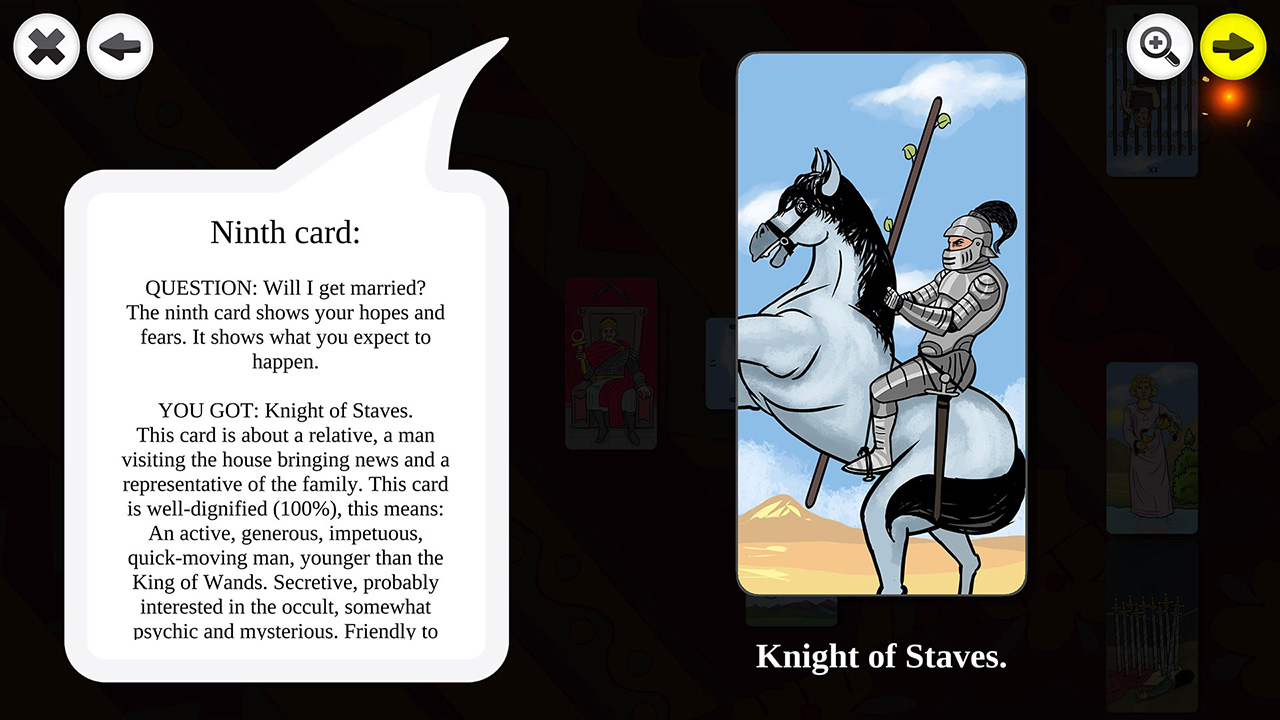 Ninth card:
QUESTION: Will I get married?
The ninth card shows your hopes and
fears. It shows what you expect to
happen.
YOU GOT: Knight of Staves.
This card is about a relative, a man
visiting the house bringing news and a
representative of the family. This card
is well-dignified (100%), this means:
An active, generous, impetuous,
quick-moving man, younger than the
King of Wands. Secretive, probably
interested in the occult, somewhat
psychic and mysterious. Friendly to
Knight of Staves.